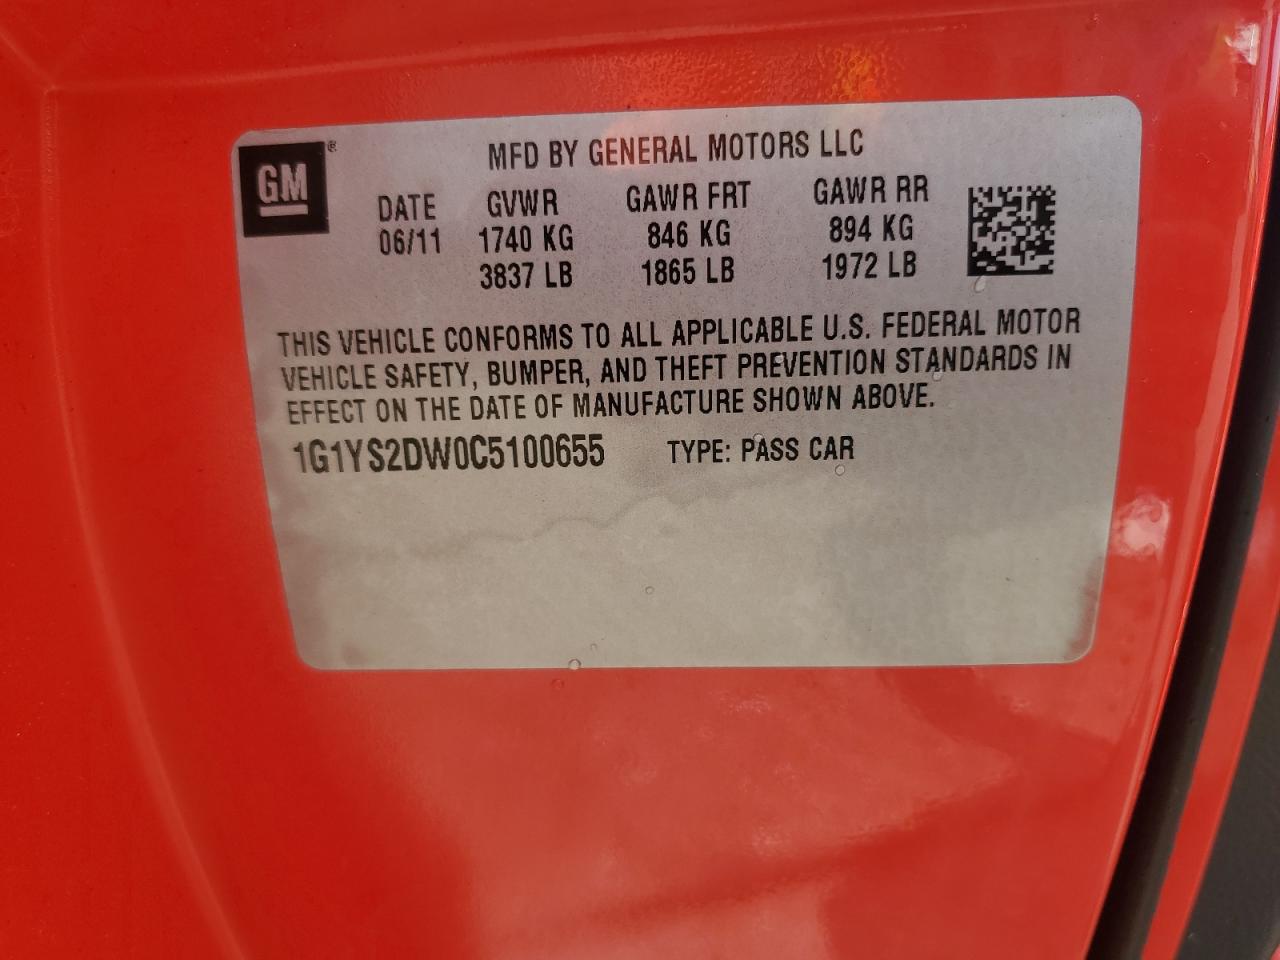 GM ®
MFD BY GENERAL MOTORS LLC
DATE GVWR GAWR FRT GAWR RR
06/11 1740 KG 846 KG 894 KG
3837 LB 1865 LB 1972 LB
THIS VEHICLE CONFORMS TO ALL APPLICABLE U.S. FEDERAL MOTOR
VEHICLE SAFETY, BUMPER, AND THEFT PREVENTION STANDARDS IN
EFFECT ON THE DATE OF MANUFACTURE SHOWN ABOVE.
1G1YS2DW0C5100655 TYPE: PASS CAR